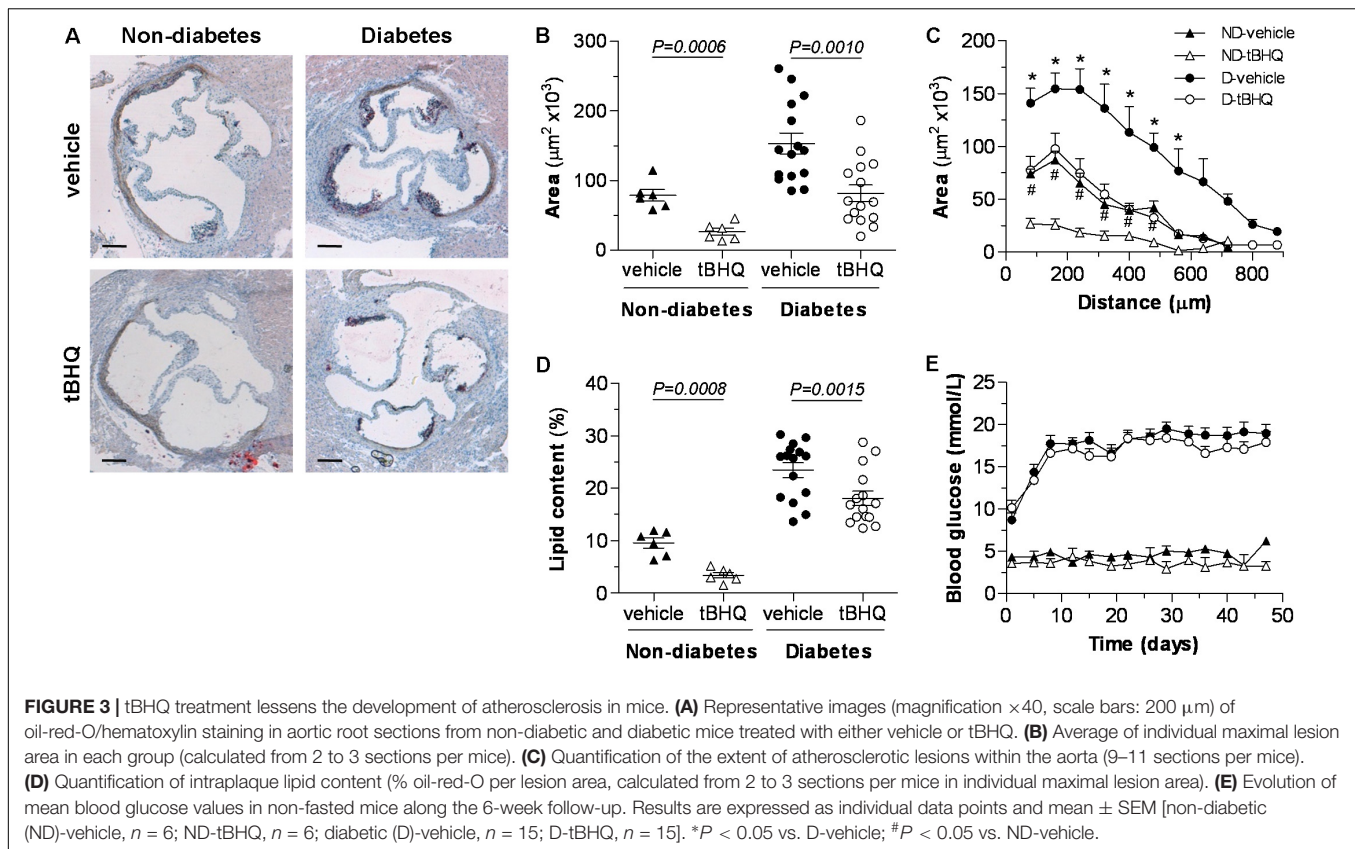 A
Non-diabetes
Diabetes
vehicle
tBHQ
B
Area (μm² x10³)
300
200
100
0
P=0.0006
P=0.0010
vehicle
tBHQ
vehicle
tBHQ
Non-diabetes
Diabetes
C
Area (μm² x10³)
200
150
100
50
0
* * * * * * *
# # # # # #
ND-vehicle
ND-tBHQ
D-vehicle
D-tBHQ
0 200 400 600 800
Distance (μm)
D
Lipid content (%)
40
30
20
10
0
P=0.0008
P=0.0015
vehicle
tBHQ
vehicle
tBHQ
Non-diabetes
Diabetes
E
Blood glucose (mmol/L)
25
20
15
10
5
0
0 10 20 30 40 50
Time (days)
FIGURE 3 | tBHQ treatment lessens the development of atherosclerosis in mice. (A) Representative images (magnification ×40, scale bars: 200 μm) of
oil-red-O/hematoxylin staining in aortic root sections from non-diabetic and diabetic mice treated with either vehicle or tBHQ. (B) Average of individual maximal lesion
area in each group (calculated from 2 to 3 sections per mice). (C) Quantification of the extent of atherosclerotic lesions within the aorta (9–11 sections per mice).
(D) Quantification of intraplaque lipid content (% oil-red-O per lesion area, calculated from 2 to 3 sections per mice in individual maximal lesion area). (E) Evolution of
mean blood glucose values in non-fasted mice along the 6-week follow-up. Results are expressed as individual data points and mean ± SEM [non-diabetic
(ND)-vehicle, n = 6; ND-tBHQ, n = 6; diabetic (D)-vehicle, n = 15; D-tBHQ, n = 15]. *P < 0.05 vs. D-vehicle; #P < 0.05 vs. ND-vehicle.